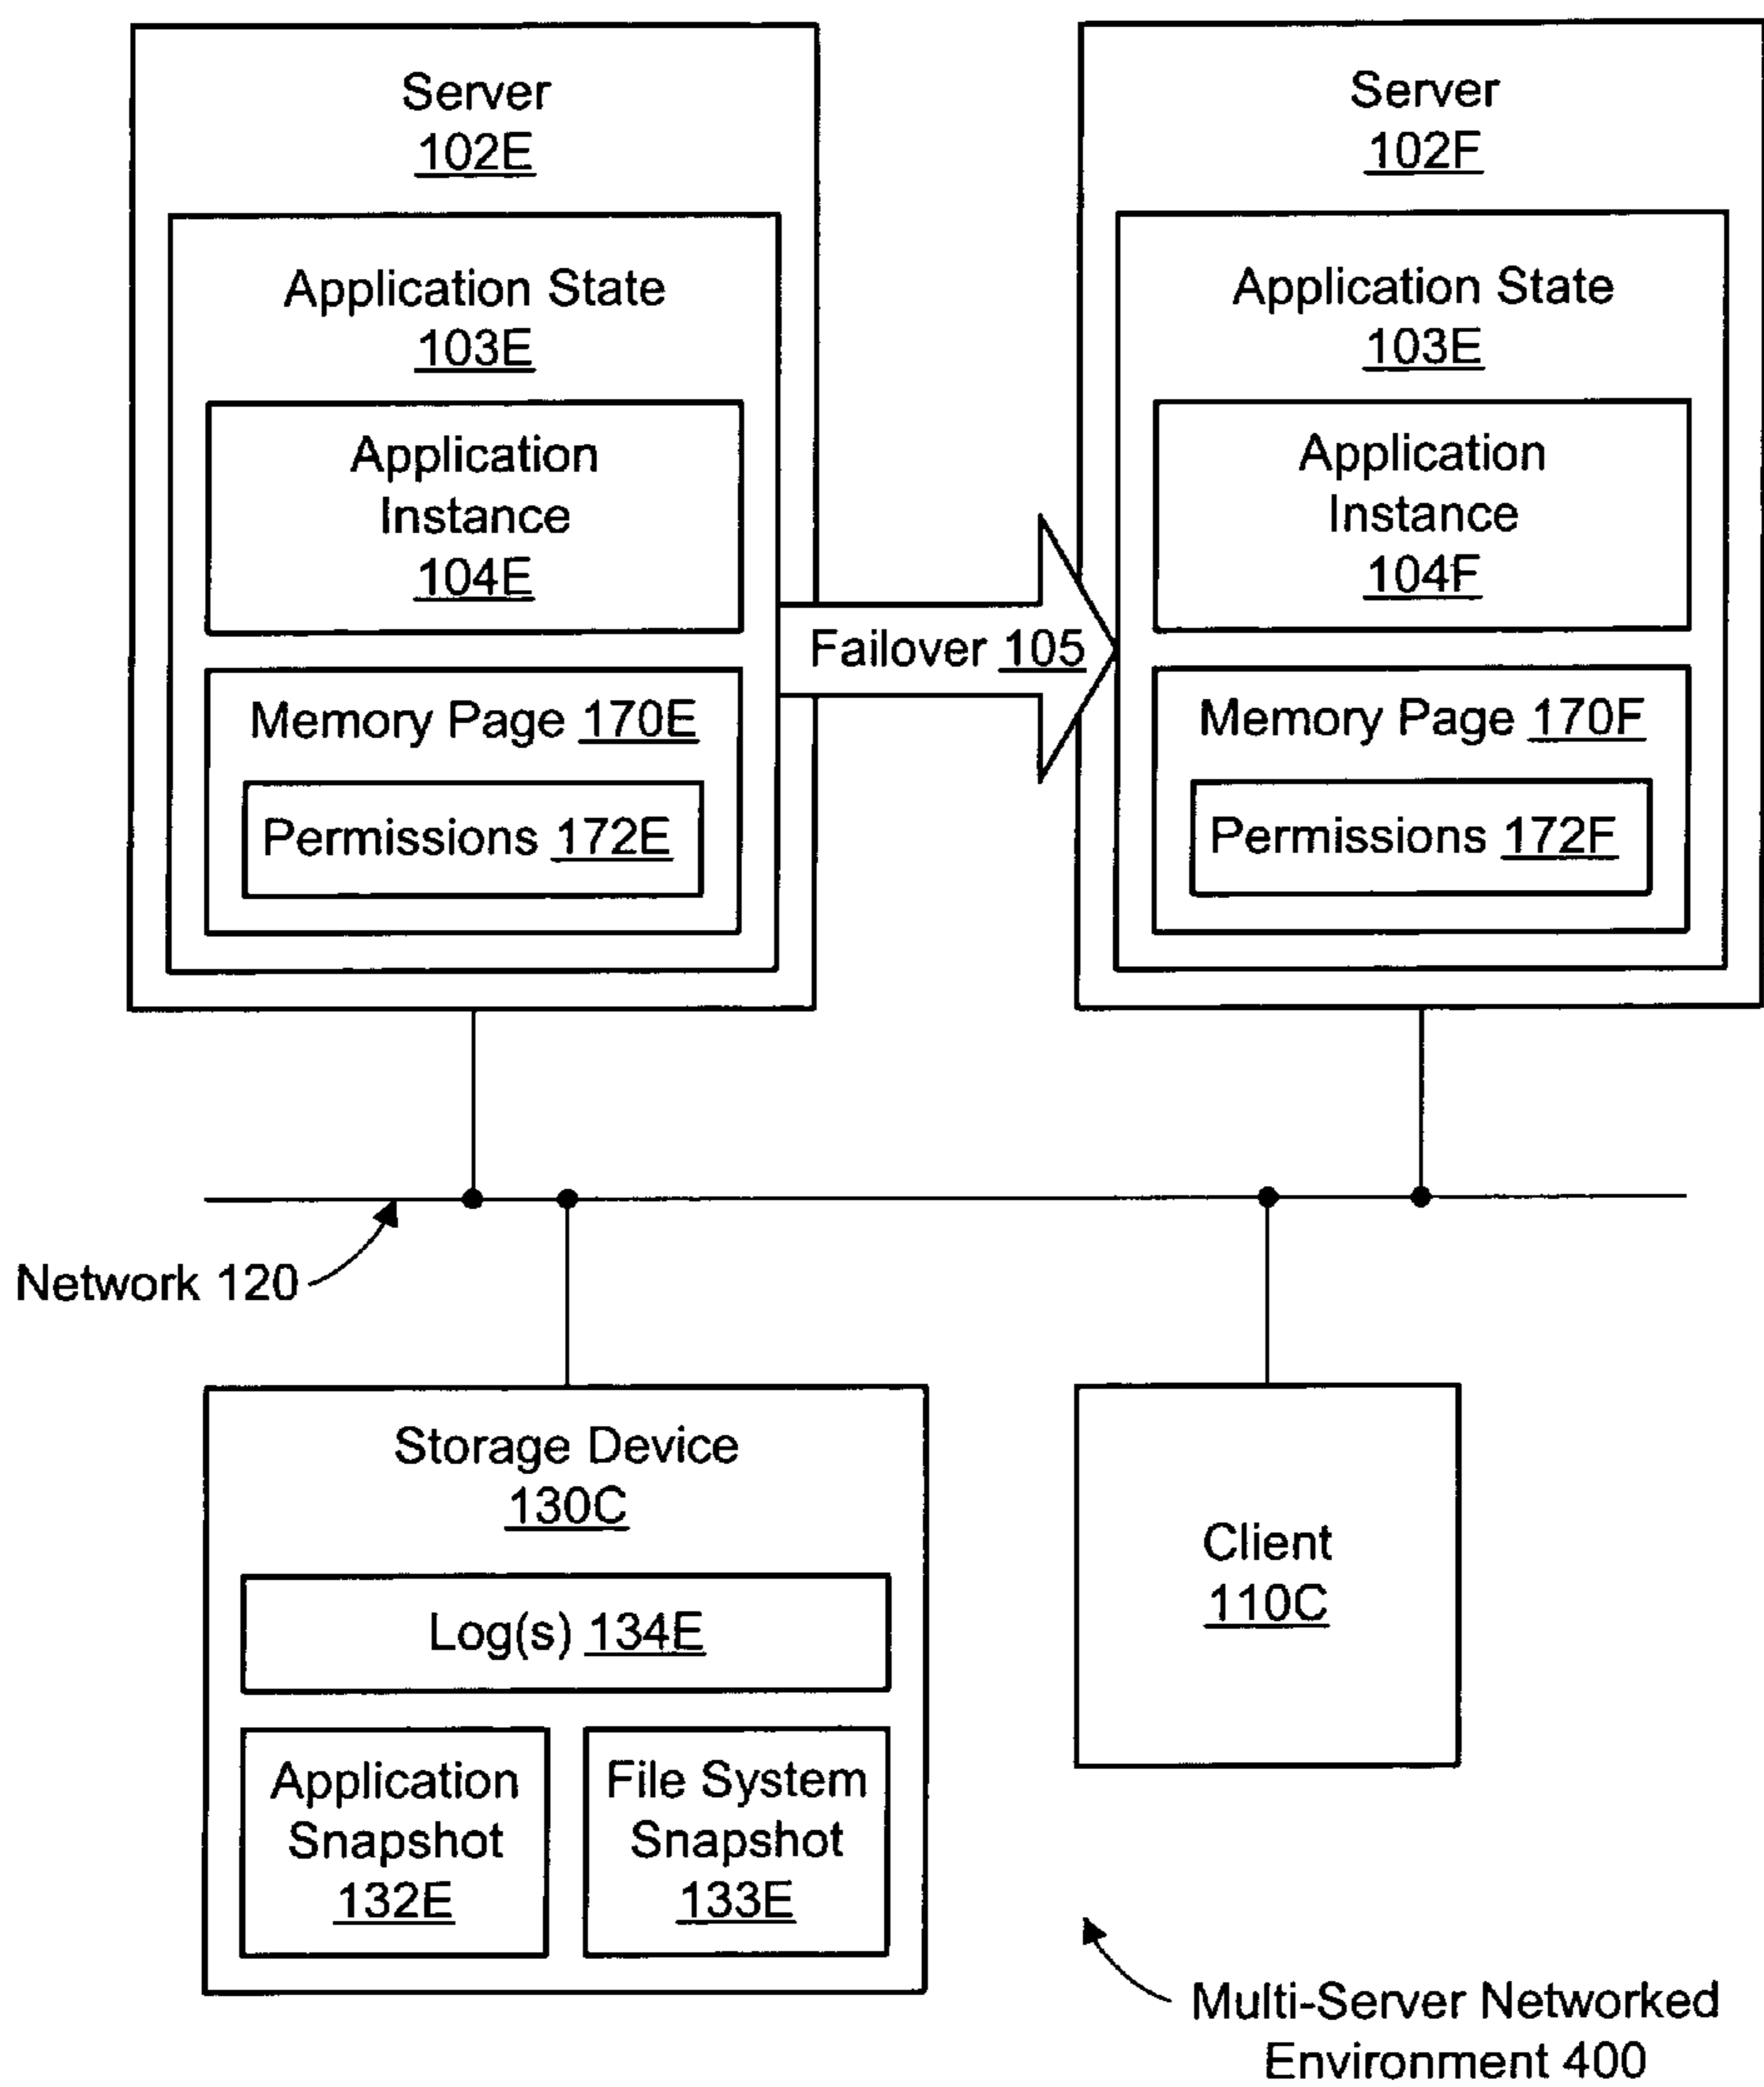 Server
102E
Application State
103E
Application
Instance
104E
Memory Page 170E
Permissions 172E
Failover 105
Server
102F
Application State
103E
Application
Instance
104F
Memory Page 170F
Permissions 172F
Network 120
Storage Device
130C
Log(s) 134E
Application
Snapshot
132E
File System
Snapshot
133E
Client
110C
Multi-Server Networked
Environment 400